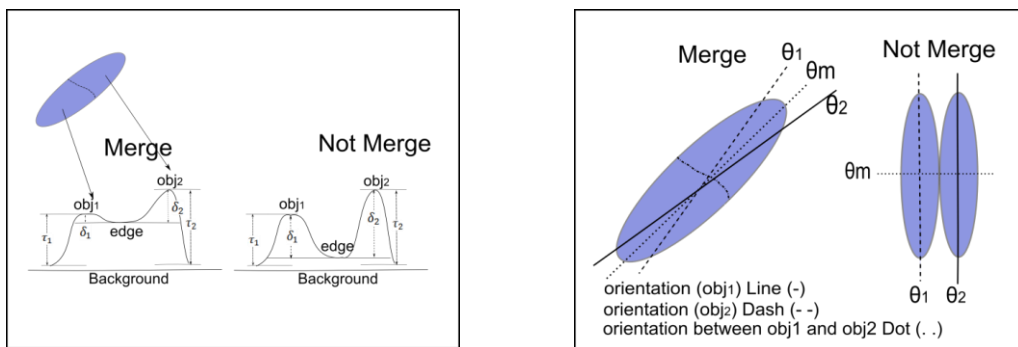 Merge
Not Merge
obj2
obj1
obj2
obj1
δ2
δ2
τ1
δ1
edge
τ2
τ1
δ1
edge
τ2
Background
Background
Merge
θ1
θm
θ2
Not Merge
θm
θ1
θ2
orientation (obj1) Line (-)
orientation (obj2) Dash (- -)
orientation between obj1 and obj2 Dot (. .)